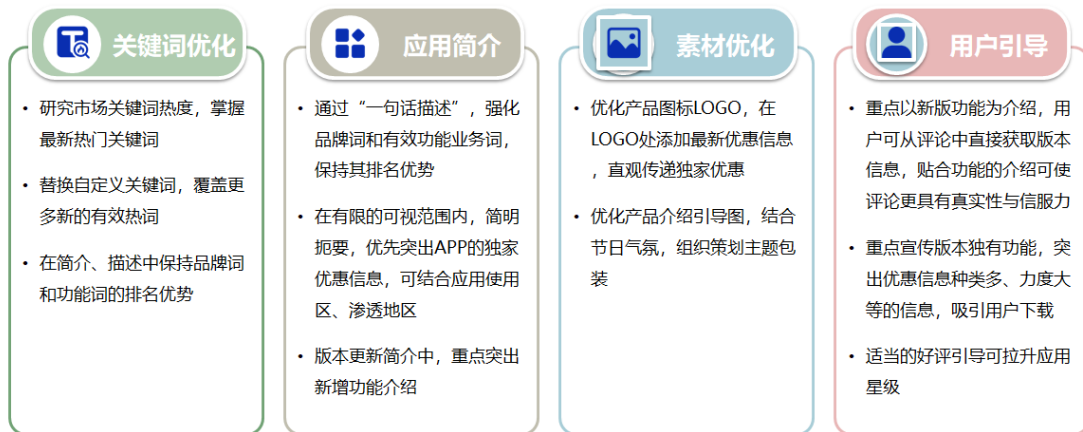 关键词优化
• 研究市场关键词热度，掌握
最新热门关键词
• 替换自定义关键词，覆盖更
多新的有效热词
• 在简介、描述中保持品牌词
和功能词的排名优势
应用简介
• 通过“一句话描述”，强化
品牌词和有效功能业务词，
保持其排名优势
• 在有限的可视范围内，简明
扼要，优先突出APP的独家
优惠信息，可结合应用使用
区、渗透地区
• 版本更新简介中，重点突出
新增功能介绍
素材优化
• 优化产品图标LOGO，在
LOGO处添加最新优惠信息
，直观传递独家优惠
• 优化产品介绍引导图，结合
节日气氛，组织策划主题包
装
用户引导
• 重点以新版功能为介绍，用
户可从评论中直接获取版本
信息，贴合功能的介绍可使
评论更具有真实性与信服力
• 重点宣传版本独有功能，突
出优惠信息种类多、力度大
等的信息，吸引用户下载
• 适当的好评引导可拉升应用
星级